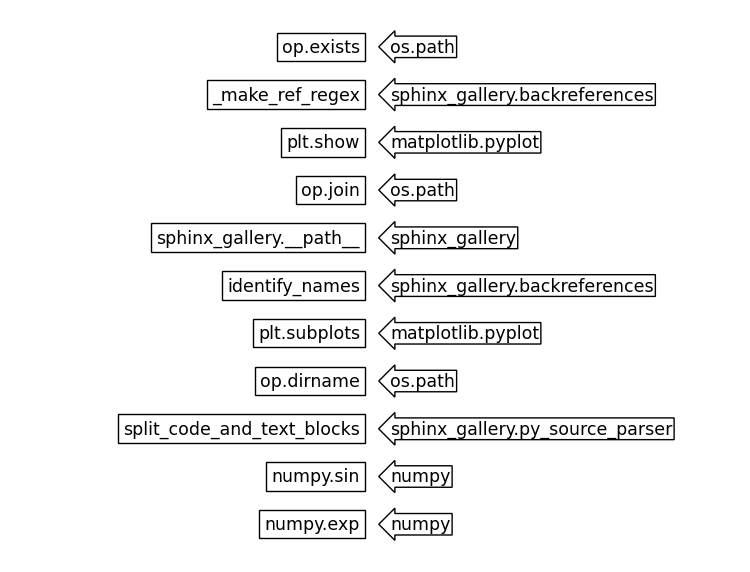 op.exists os.path
_make_ref_regex sphinx_gallery.backreferences
plt.show matplotlib.pyplot
op.join os.path
sphinx_gallery.__path__ sphinx_gallery
identify_names sphinx_gallery.backreferences
plt.subplots matplotlib.pyplot
op.dirname os.path
split_code_and_text_blocks sphinx_gallery.py_source_parser
numpy.sin numpy
numpy.exp numpy